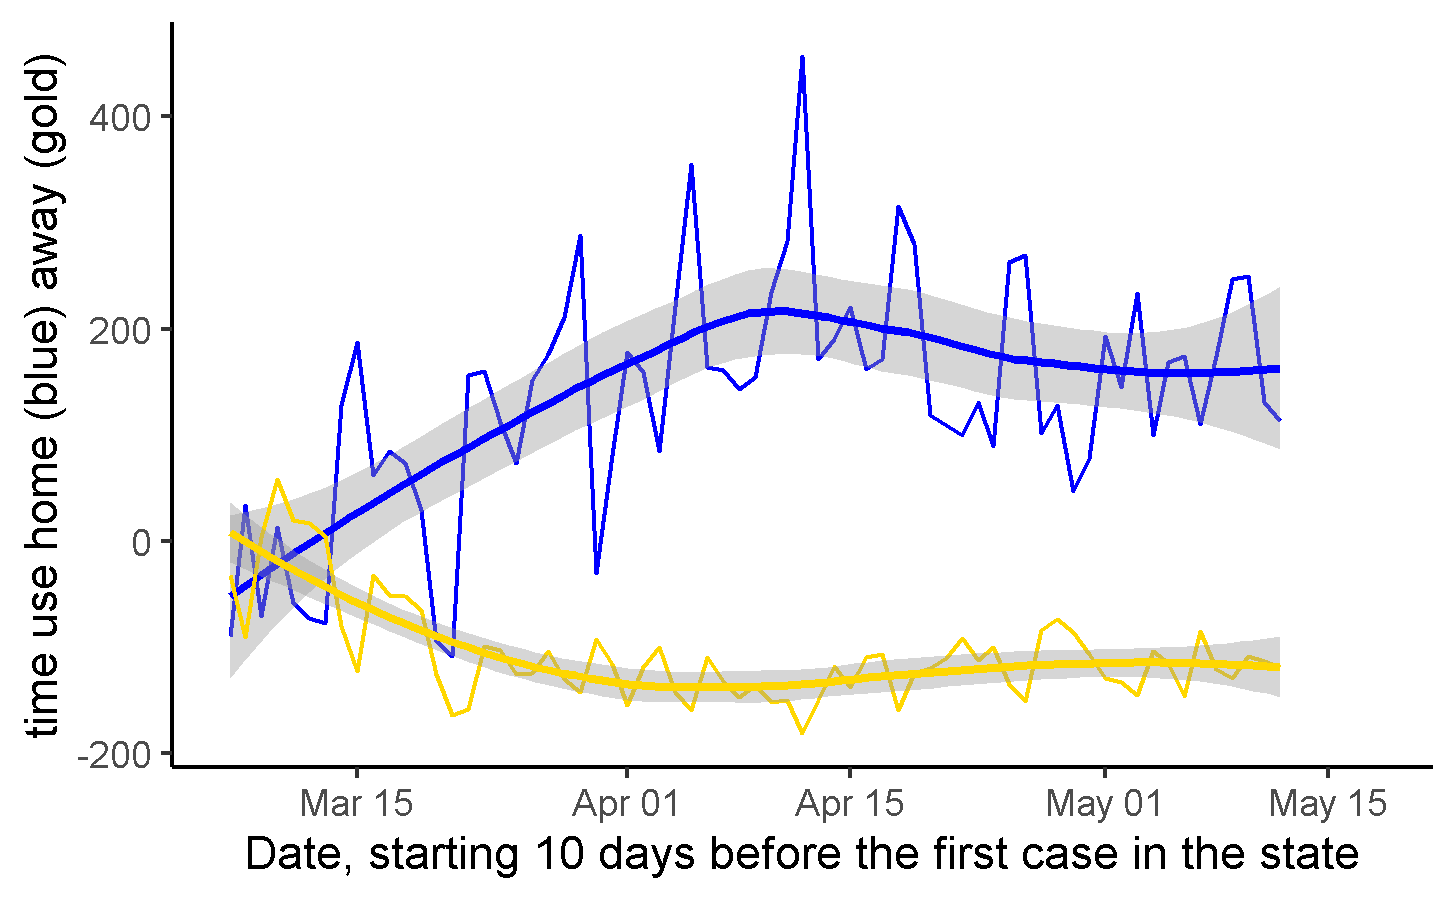 time use home (blue) away (gold)
400
200
0
-200
Mar 15
Apr 01
Apr 15
May 01
May 15
Date, starting 10 days before the first case in the state